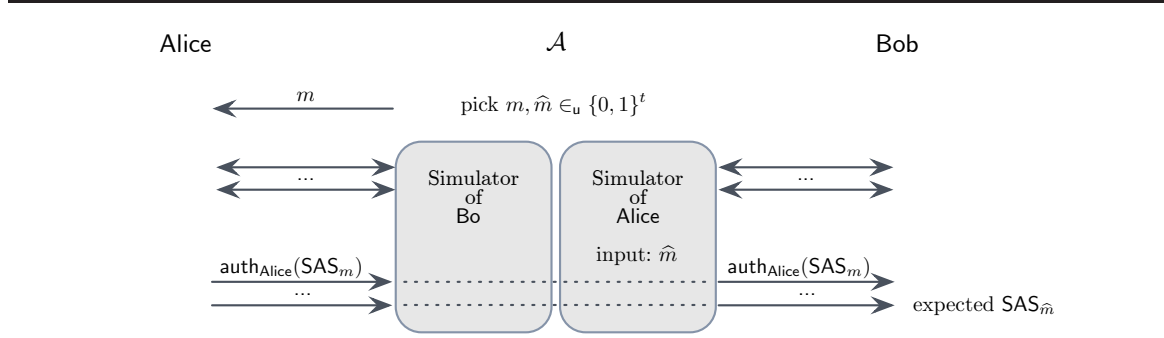 Alice 𝒜 Bob
m pick m, m̂ ∈ᵤ {0, 1}ᵗ
... Simulator of Bo Simulator of Alice ...
input: m̂
auth_Alice(SAS_m) auth_Alice(SAS_m)
... ... expected SAS_m̂